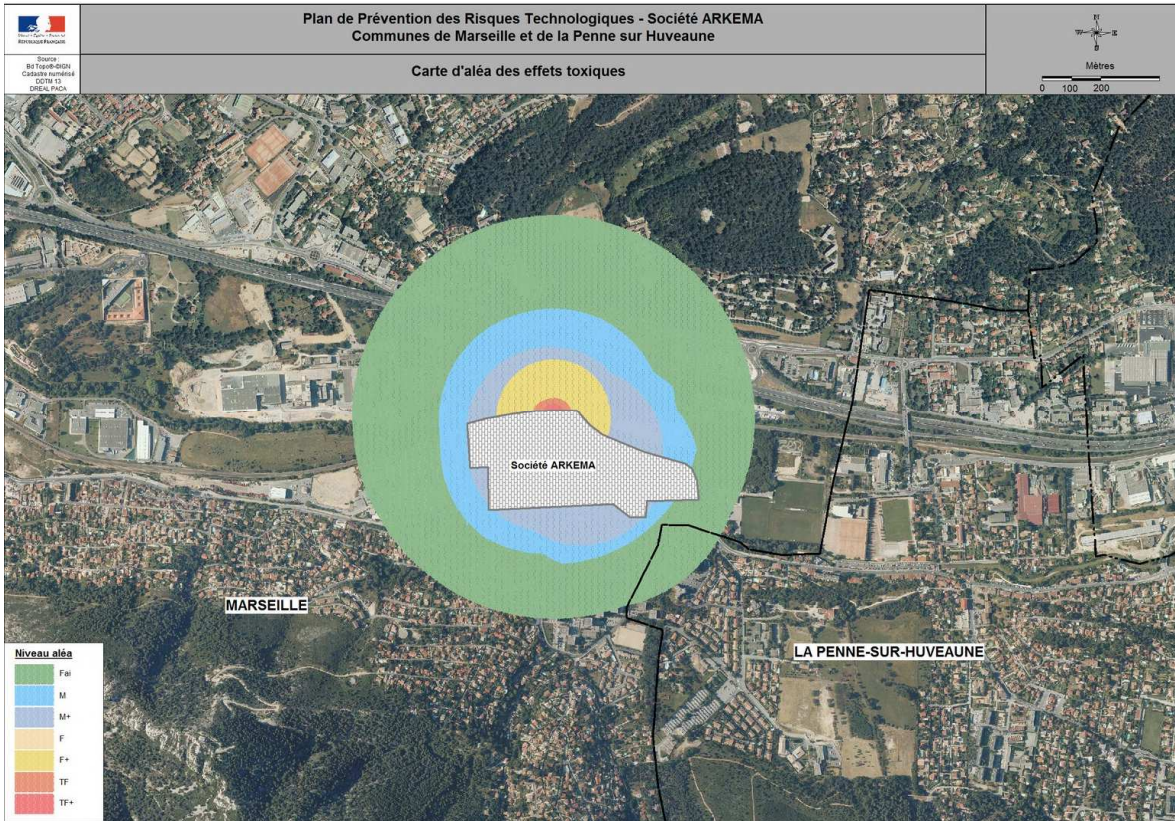 Plan de Prévention des Risques Technologiques - Société ARKEMA
Communes de Marseille et de la Penne sur Huveaune
RÉPUBLIQUE FRANÇAISE
Source :
Bd Topo®-©IGN
Cadastre numérisé
DDTM 13
DREAL PACA
Carte d'aléa des effets toxiques
N
W
E
S
Mètres
0 100 200
Société ARKEMA
MARSEILLE
LA PENNE-SUR-HUVEAUNE
Niveau aléa
Fai
M
M+
F
F+
TF
TF+